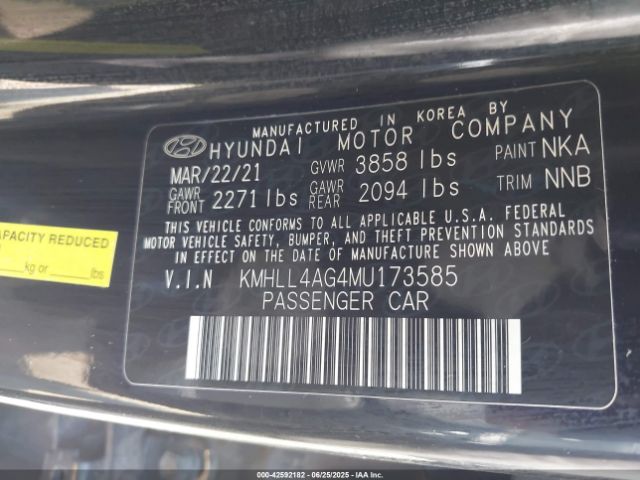 MANUFACTURED IN KOREA BY
HYUNDAI MOTOR COMPANY
MAR/22/21 GVWR 3858 lbs PAINT NKA
GAWR FRONT 2271 lbs GAWR REAR 2094 lbs TRIM NNB
THIS VEHICLE CONFORMS TO ALL APPLICABLE U.S.A. FEDERAL
MOTOR VEHICLE SAFETY, BUMPER, AND THEFT PREVENTION STANDARDS
IN EFFECT ON THE DATE OF MANUFACTURE SHOWN ABOVE
V.I.N KMHLL4AG4MU173585
PASSENGER CAR
CAPACITY REDUCED
kg or lbs
000-42592182 - 06/25/2025 - IAAI.COM